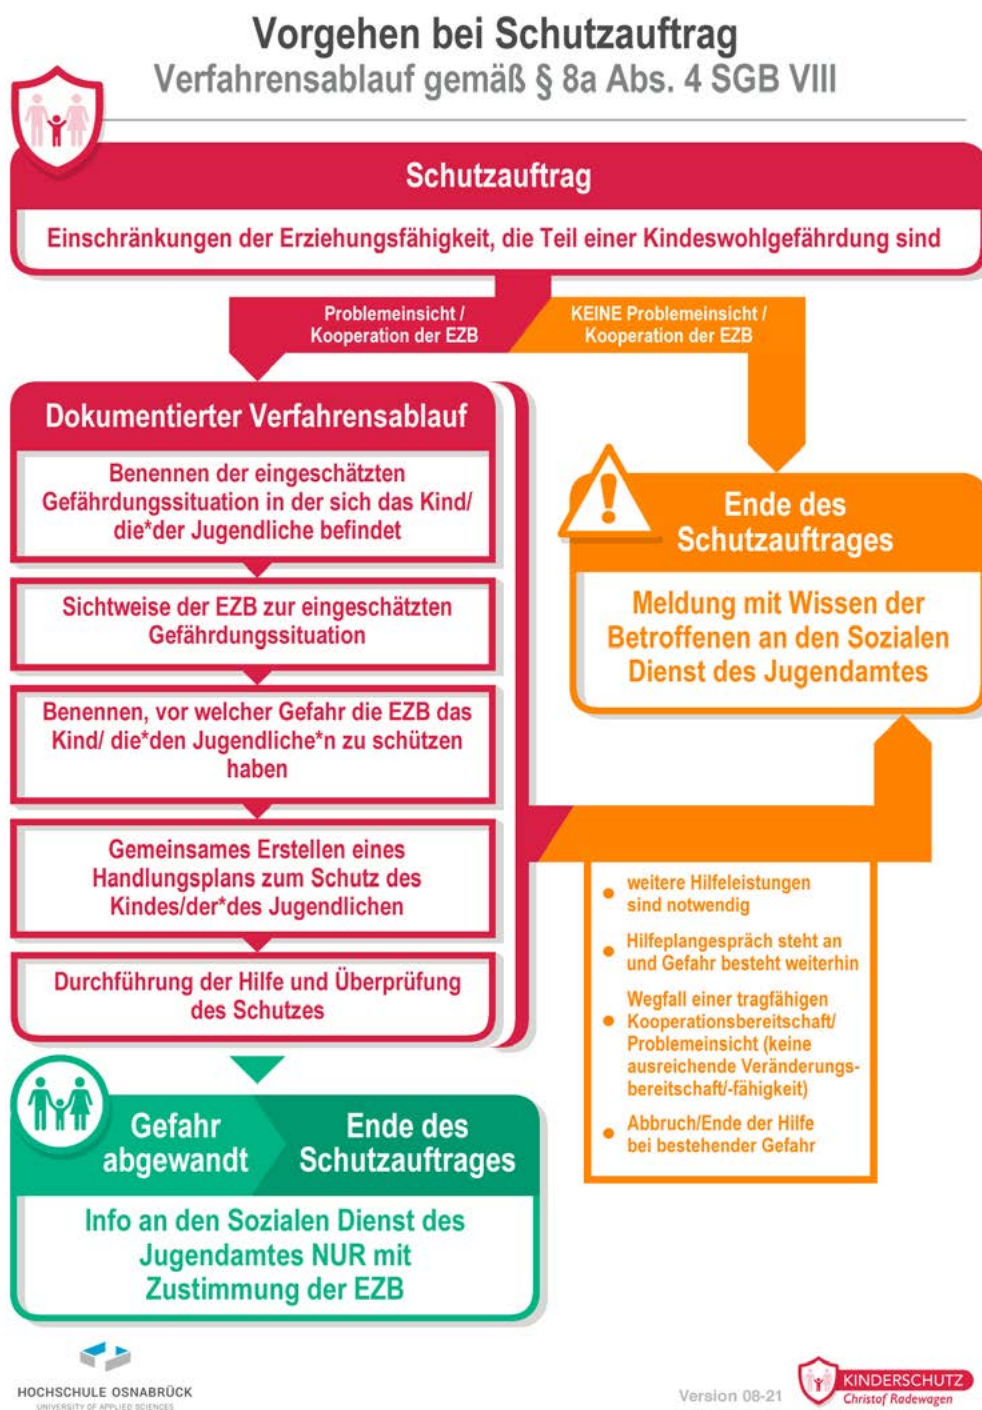 Vorgehen bei Schutzauftrag
Verfahrensablauf gemäß § 8a Abs. 4 SGB VIII
Schutzauftrag
Einschränkungen der Erziehungsfähigkeit, die Teil einer Kindeswohlgefährdung sind
Problemeinsicht /
Kooperation der EZB
KEINE Problemeinsicht /
Kooperation der EZB
Dokumentierter Verfahrensablauf
Benennen der eingeschätzten
Gefährdungssituation in der sich das Kind/
die*der Jugendliche befindet
Sichtweise der EZB zur eingeschätzten
Gefährdungssituation
Benennen, vor welcher Gefahr die EZB das
Kind/ die*den Jugendliche*n zu schützen
haben
Gemeinsames Erstellen eines
Handlungsplans zum Schutz des
Kindes/der*des Jugendlichen
Durchführung der Hilfe und Überprüfung
des Schutzes
Ende des
Schutzauftrages
Meldung mit Wissen der
Betroffenen an den Sozialen
Dienst des Jugendamtes
weitere Hilfeleistungen
sind notwendig
Hilfeplangespräch steht an
und Gefahr besteht weiterhin
Wegfall einer tragfähigen
Kooperationsbereitschaft/
Problemeinsicht (keine
ausreichende Veränderungs-
bereitschaft/-fähigkeit)
Abbruch/Ende der Hilfe
bei bestehender Gefahr
Gefahr
abgewandt
Ende des
Schutzauftrages
Info an den Sozialen Dienst des
Jugendamtes NUR mit
Zustimmung der EZB
HOCHSCHULE OSNABRÜCK
UNIVERSITY OF APPLIED SCIENCES
Version 08-21
KINDERSCHUTZ
Christof Radewagen